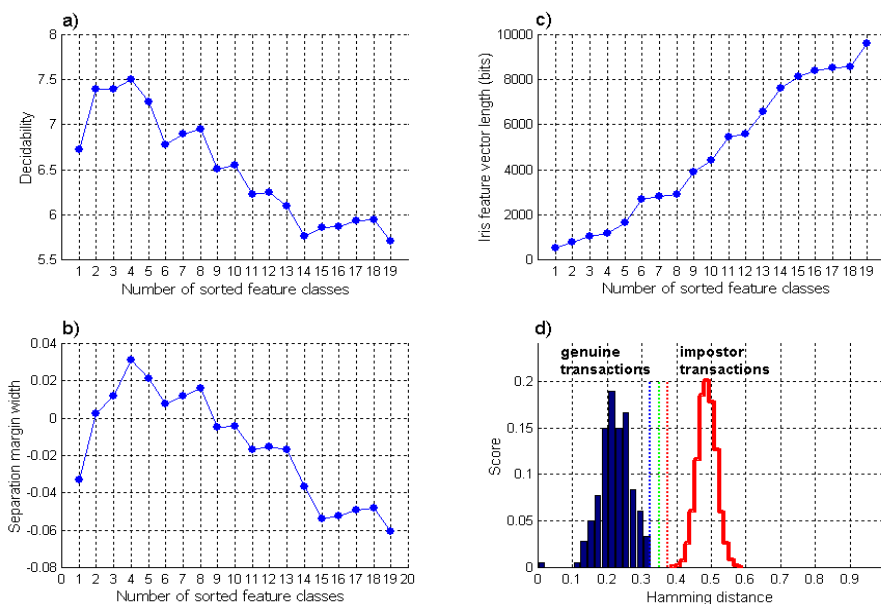 a)
8
7.5
7
6.5
6
5.5
Decidability
1 2 3 4 5 6 7 8 9 10 11 12 13 14 15 16 17 18 19
Number of sorted feature classes
c)
10000
8000
6000
4000
2000
0
Iris feature vector length (bits)
1 2 3 4 5 6 7 8 9 10 11 12 13 14 15 16 17 18 19
Number of sorted feature classes
b)
0.04
0.02
0
-0.02
-0.04
-0.06
-0.08
Separation margin width
0 1 2 3 4 5 6 7 8 9 10 11 12 13 14 15 16 17 18 19 20
Number of sorted feature classes
d)
genuine transactions
impostor transactions
0.2
0.15
0.1
0.05
0
Score
0 0.1 0.2 0.3 0.4 0.5 0.6 0.7 0.8 0.9
Hamming distance